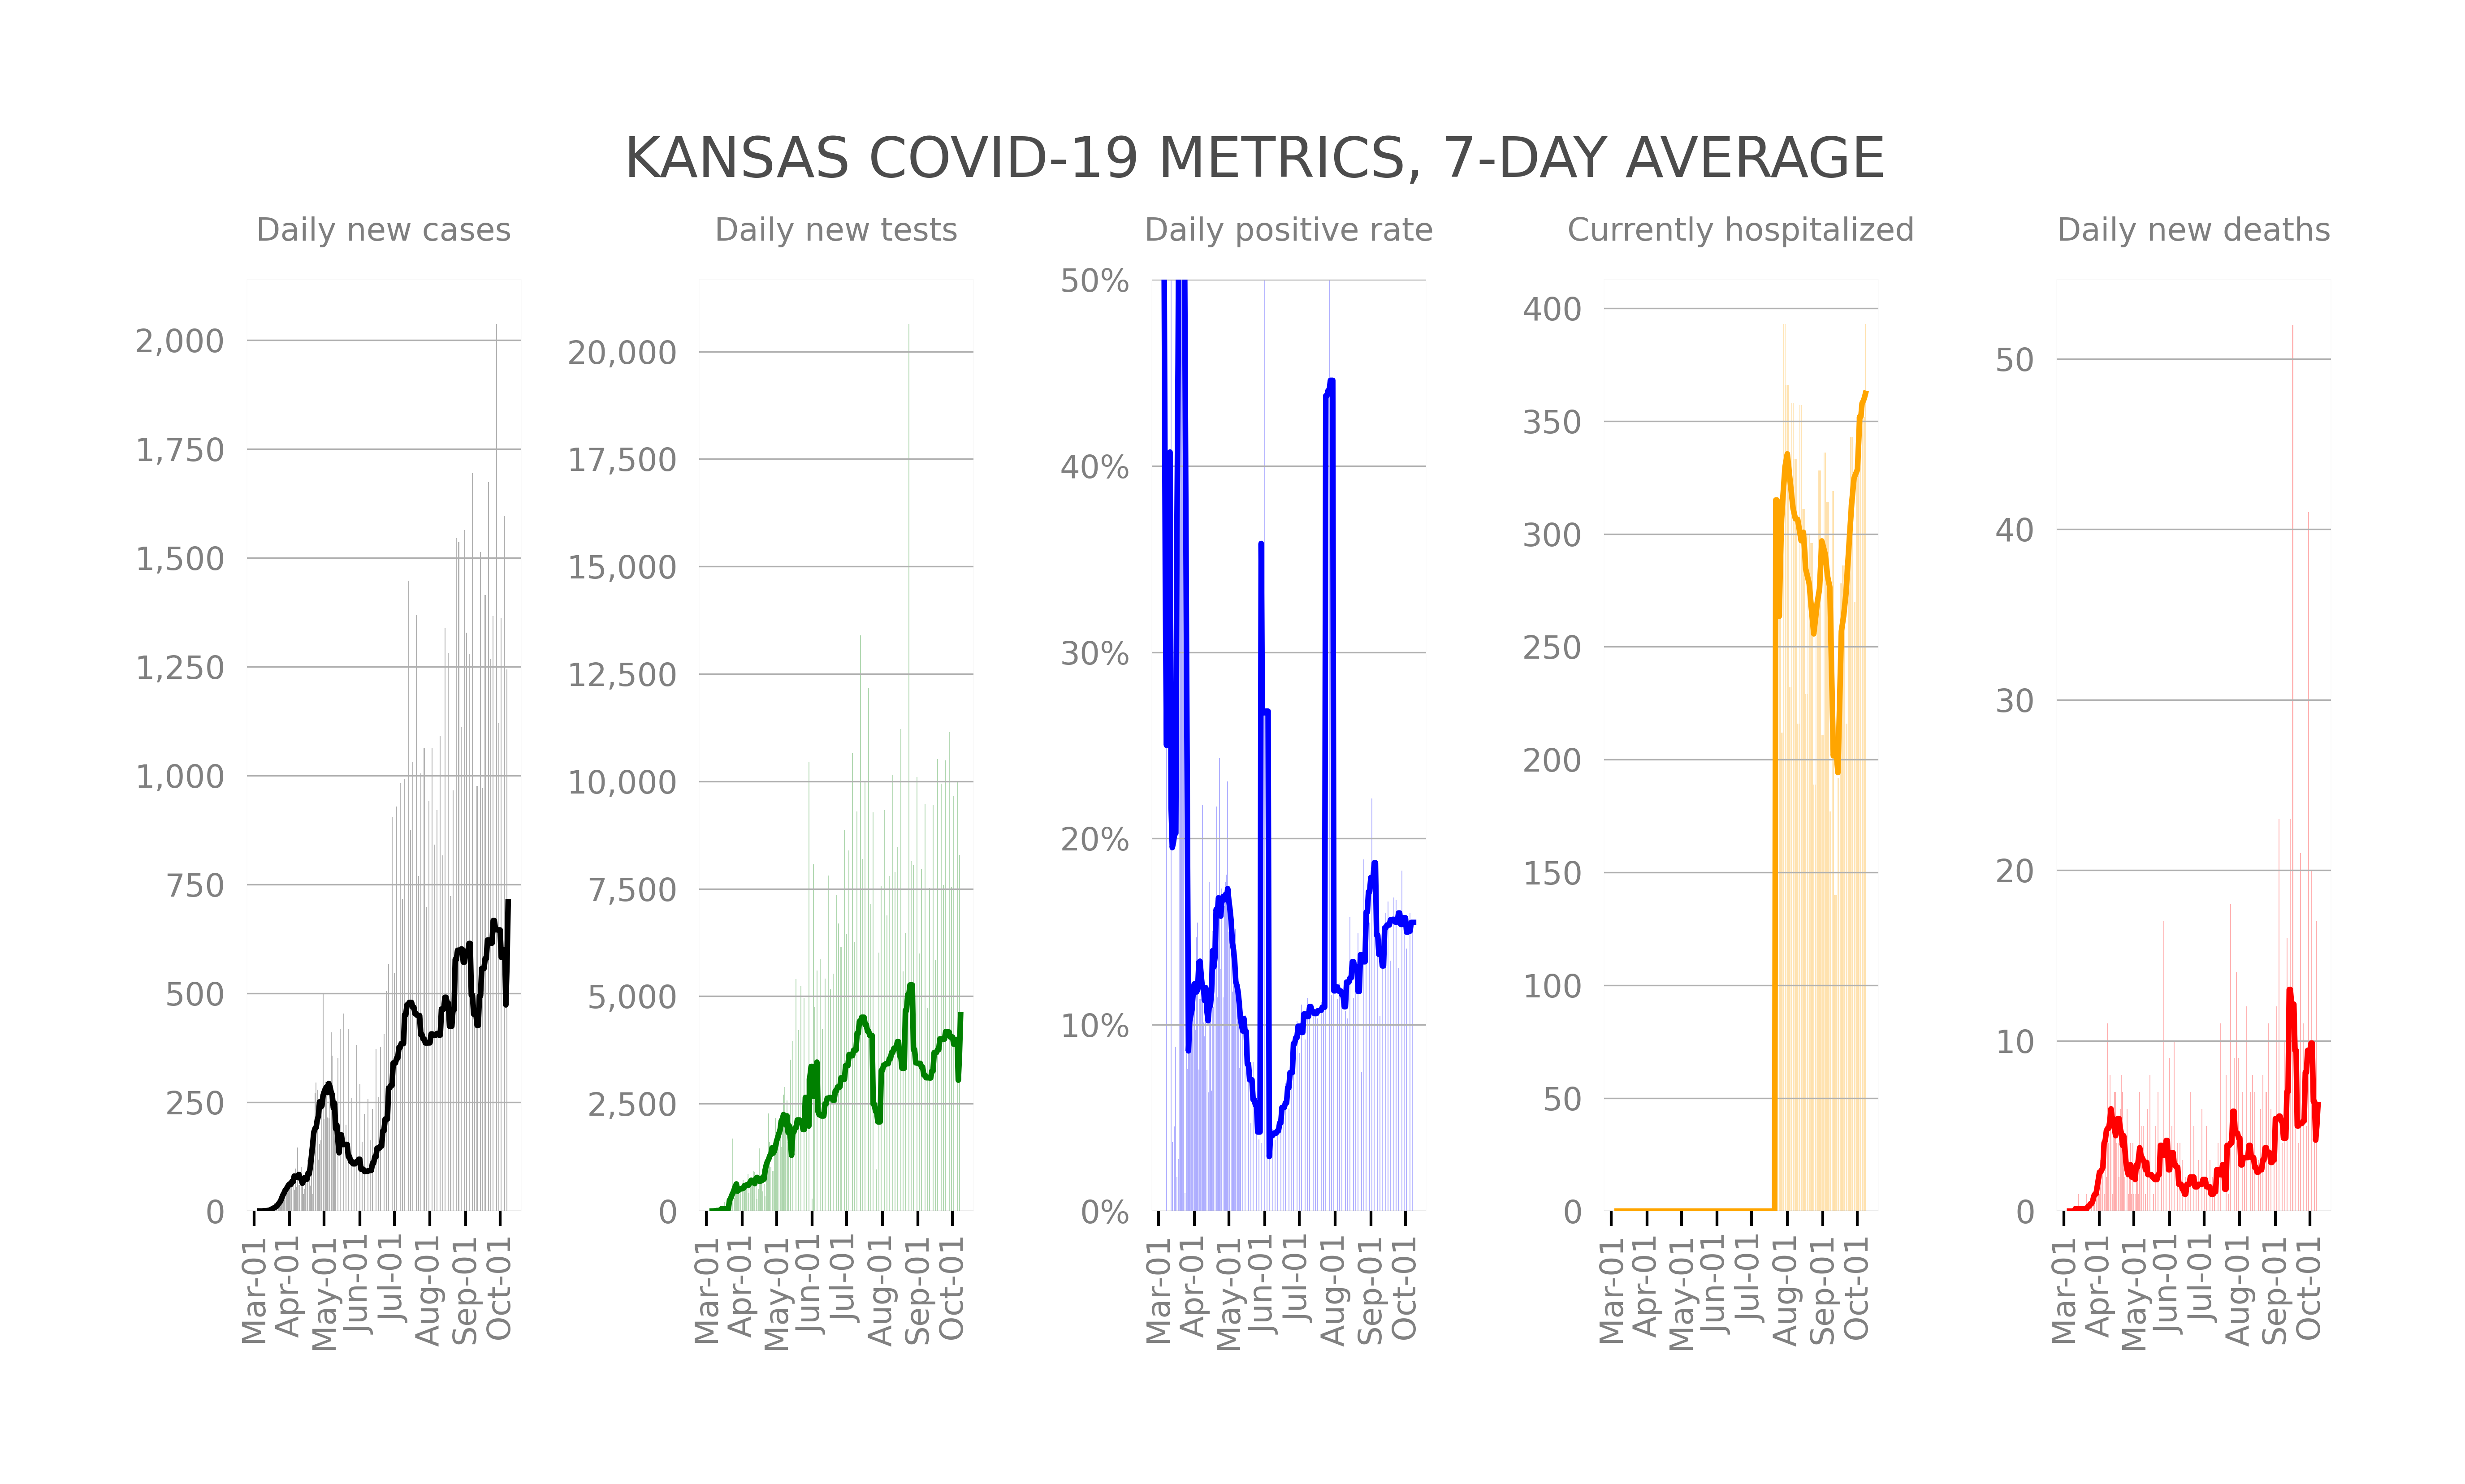 KANSAS COVID-19 METRICS, 7-DAY AVERAGE
Daily new cases
2,000
1,750
1,500
1,250
1,000
750
500
250
0
Mar-01
Apr-01
May-01
Jun-01
Jul-01
Aug-01
Sep-01
Oct-01
Daily new tests
20,000
17,500
15,000
12,500
10,000
7,500
5,000
2,500
0
Mar-01
Apr-01
May-01
Jun-01
Jul-01
Aug-01
Sep-01
Oct-01
Daily positive rate
50%
40%
30%
20%
10%
0%
Mar-01
Apr-01
May-01
Jun-01
Jul-01
Aug-01
Sep-01
Oct-01
Currently hospitalized
400
350
300
250
200
150
100
50
0
Mar-01
Apr-01
May-01
Jun-01
Jul-01
Aug-01
Sep-01
Oct-01
Daily new deaths
50
40
30
20
10
0
Mar-01
Apr-01
May-01
Jun-01
Jul-01
Aug-01
Sep-01
Oct-01